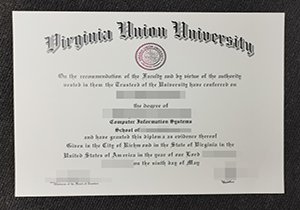 Virginia Union University
On the recommendation of the Faculty and by virtue of the authority
vested in them the Trustees of the University have conferred on
the degree of
Computer Information Systems
School of
and have granted this diploma as evidence thereof
Given in the City of Richmond in the State of Virginia in the
United States of America in the year of our Lord
on the ninth day of May